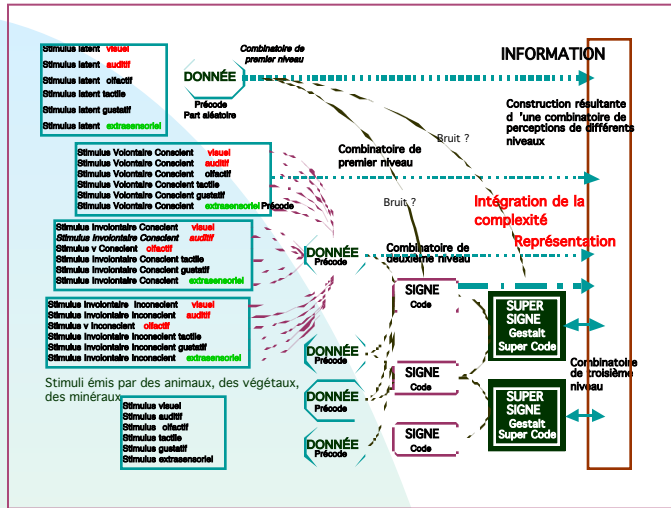 Stimulus latent visuel
Stimulus latent auditif
Stimulus latent olfactif
Stimulus latent tactile
Stimulus latent gustatif
Stimulus latent extrasensoriel
Combinatoire de
premier niveau
DONNÉE
Précode
Part aléatoire
INFORMATION
Construction résultante
d 'une combinatoire de
perceptions de différents
niveaux
Bruit ?
Combinatoire de
premier niveau
Stimulus Volontaire Conscient visuel
Stimulus Volontaire Conscient auditif
Stimulus Volontaire Conscient olfactif
Stimulus Volontaire Conscient tactile
Stimulus Volontaire Conscient gustatif
Stimulus Volontaire Conscient extrasensoriel Précode
Bruit ?
Intégration de la
complexité
Représentation
Stimulus Involontaire Conscient visuel
Stimulus Involontaire Conscient auditif
Stimulus v Conscient olfactif
Stimulus Involontaire Conscient tactile
Stimulus Involontaire Conscient gustatif
Stimulus Involontaire Conscient extrasensoriel
DONNÉE
Précode
Combinatoire de
deuxième niveau
SIGNE
Code
Stimulus Involontaire Inconscient visuel
Stimulus Involontaire Inconscient auditif
Stimulus v Inconscient olfactif
Stimulus Involontaire Inconscient tactile
Stimulus Involontaire Inconscient gustatif
Stimulus Involontaire Inconscient extrasensoriel
SUPER
SIGNE
Gestalt
Super Code
DONNÉE
Précode
SIGNE
Code
Combinatoire
de troisième
niveau
Stimuli émis par des animaux, des végétaux,
des minéraux
Stimulus visuel
Stimulus auditif
Stimulus olfactif
Stimulus tactile
Stimulus gustatif
Stimulus extrasensoriel
DONNÉE
Précode
DONNÉE
Précode
SIGNE
Code
SUPER
SIGNE
Gestalt
Super Code